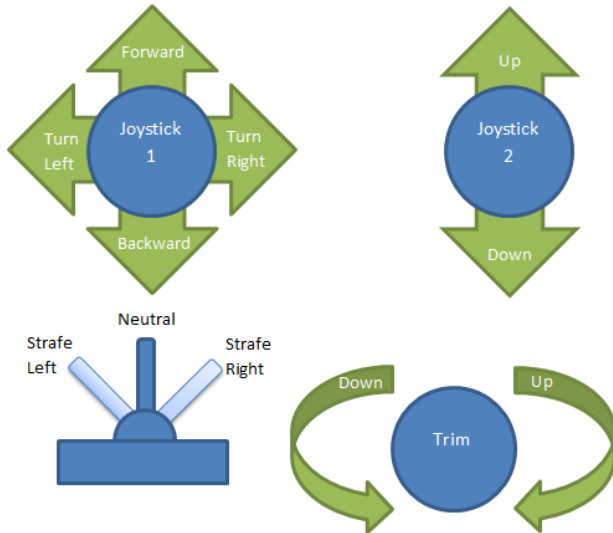 Forward
Up
Joystick
1
Turn
Left
Turn
Right
Joystick
2
Backward
Down
Neutral
Strafe
Left
Strafe
Right
Down
Up
Trim